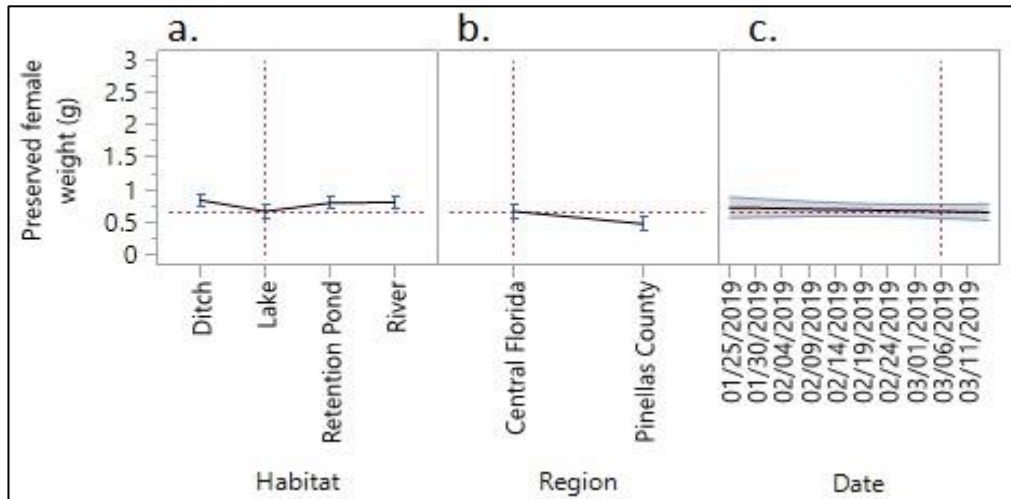 a.
b.
c.
Preserved female
weight (g)
3
2.5
2
1.5
1
0.5
0
Ditch
Lake
Retention Pond
River
Central Florida
Pinellas County
01/25/2019
01/30/2019
02/04/2019
02/09/2019
02/14/2019
02/19/2019
02/24/2019
03/01/2019
03/06/2019
03/11/2019
Habitat
Region
Date